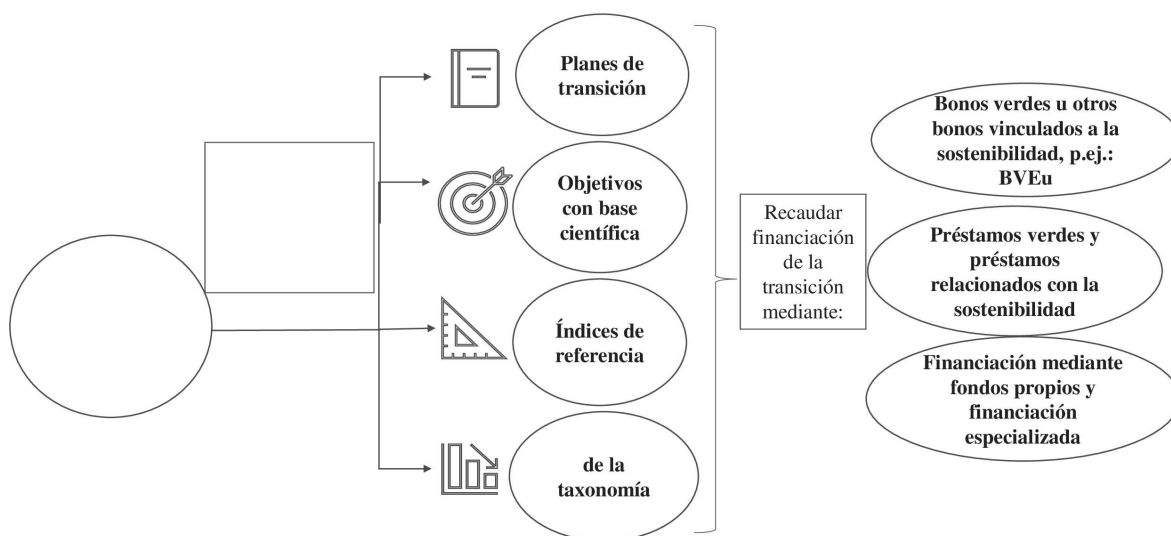 Planes de
transición
Objetivos
con base
científica
Índices de
referencia
de la
taxonomía
Recaudar
financiación
de la
transición
mediante:
Bonos verdes u otros
bonos vinculados a la
sostenibilidad, p.ej.:
BVEu
Préstamos verdes y
préstamos
relacionados con la
sostenibilidad
Financiación mediante
fondos propios y
financiación
especializada